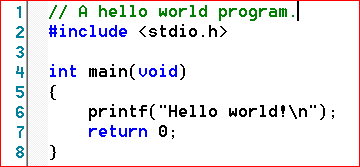 1 // A hello world program.
2 #include <stdio.h>
3
4 int main(void)
5 {
6     printf("Hello world!\n");
7     return 0;
8 }